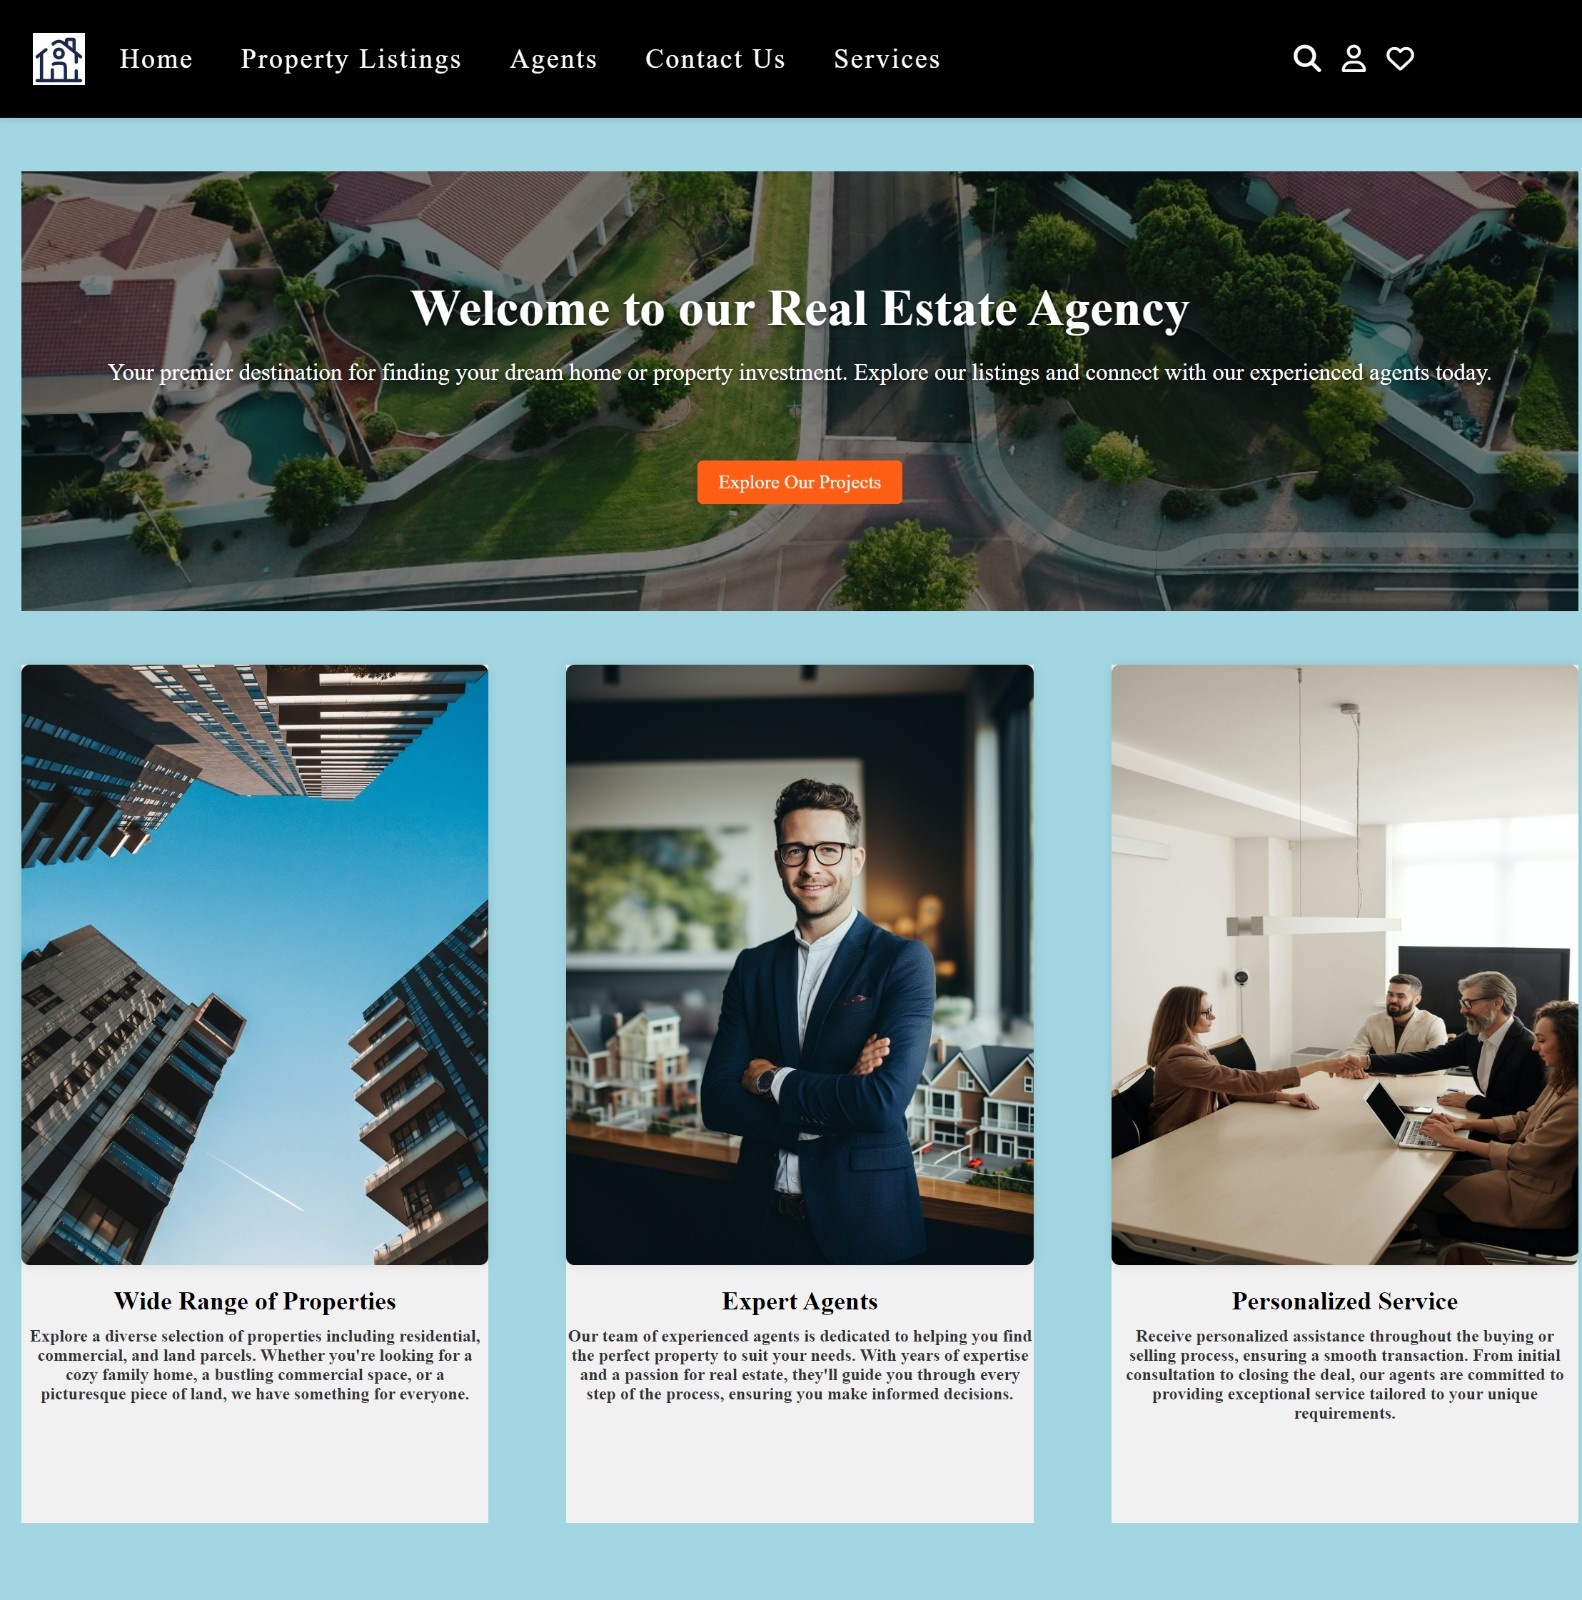 Home Property Listings Agents Contact Us Services
Welcome to our Real Estate Agency
Your premier destination for finding your dream home or property investment. Explore our listings and connect with our experienced agents today.
Explore Our Projects
Wide Range of Properties
Explore a diverse selection of properties including residential,
commercial, and land parcels. Whether you're looking for a
cozy family home, a bustling commercial space, or a
picturesque piece of land, we have something for everyone.
Expert Agents
Our team of experienced agents is dedicated to helping you find
the perfect property to suit your needs. With years of expertise
and a passion for real estate, they'll guide you through every
step of the process, ensuring you make informed decisions.
Personalized Service
Receive personalized assistance throughout the buying or
selling process, ensuring a smooth transaction. From initial
consultation to closing the deal, our agents are committed to
providing exceptional service tailored to your unique
requirements.